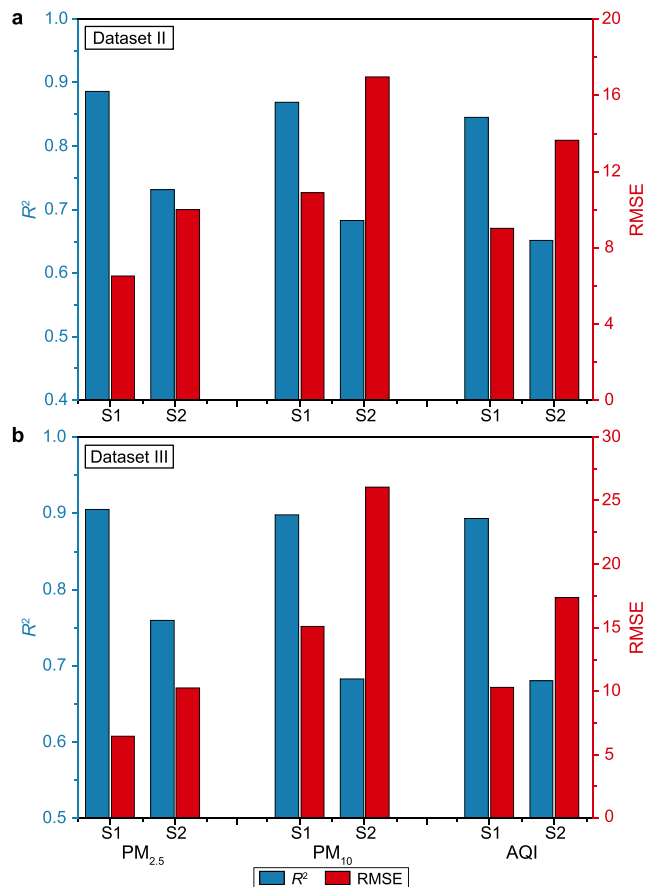 a
Dataset II
1.0
0.9
0.8
0.7
0.6
0.5
0.4
R²
20
16
12
8
4
0
RMSE
S1 S2 S1 S2 S1 S2
b
Dataset III
1.0
0.9
0.8
0.7
0.6
0.5
R²
30
25
20
15
10
5
0
RMSE
S1 S2 S1 S2 S1 S2
PM₂.₅ PM₁₀ AQI
R² RMSE